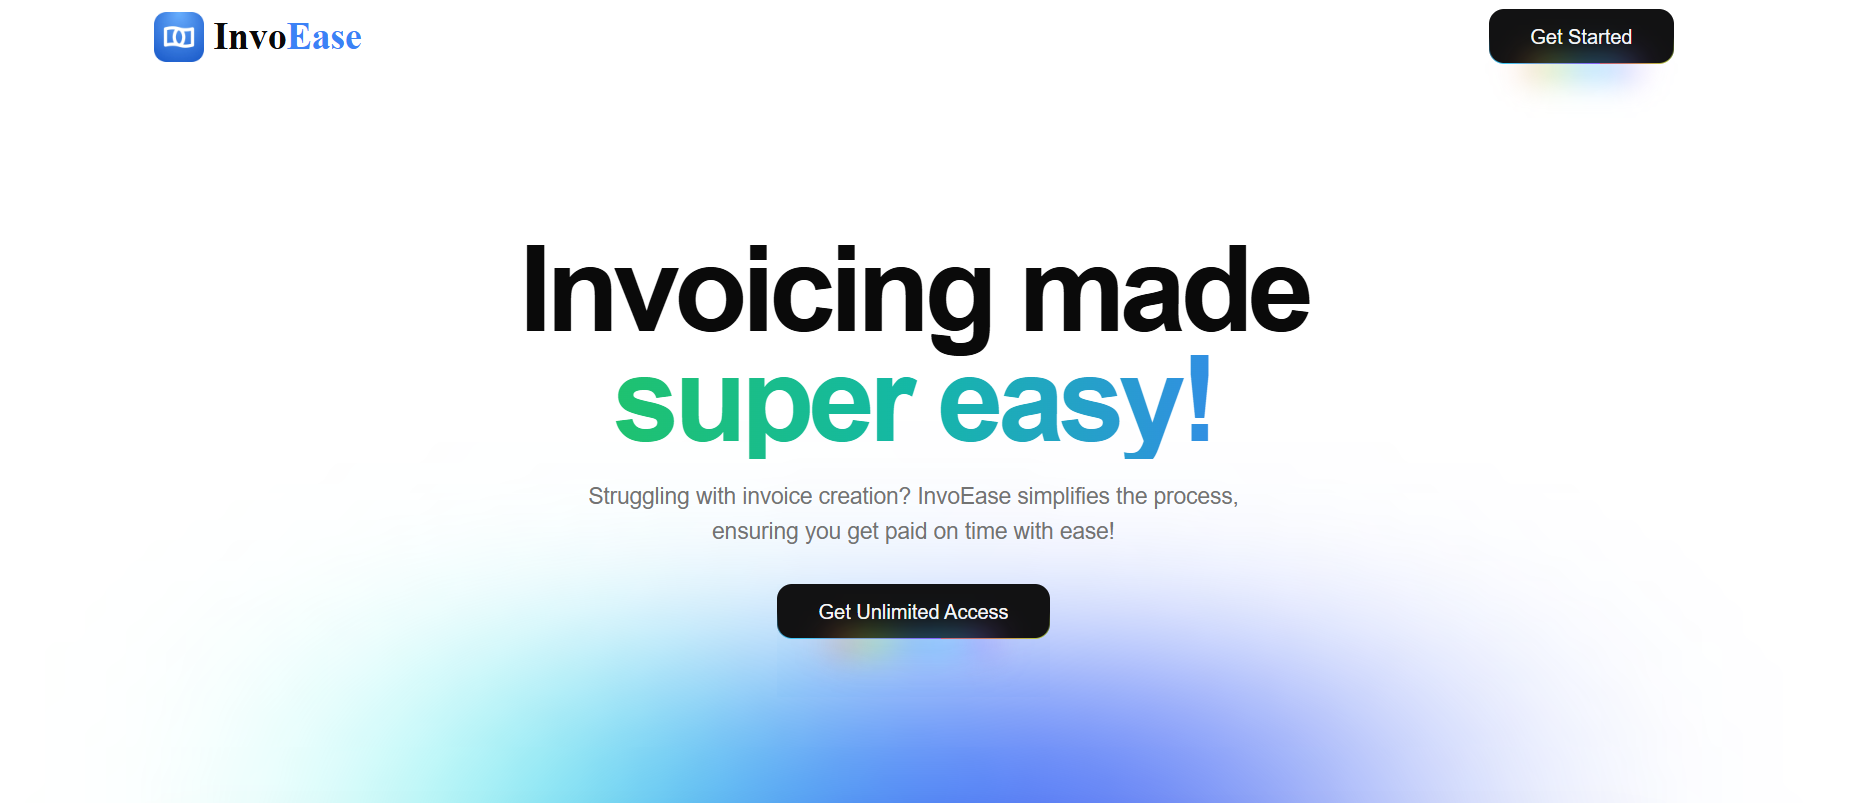 InvoEase
Get Started
Invoicing made
super easy!
Struggling with invoice creation? InvoEase simplifies the process,
ensuring you get paid on time with ease!
Get Unlimited Access